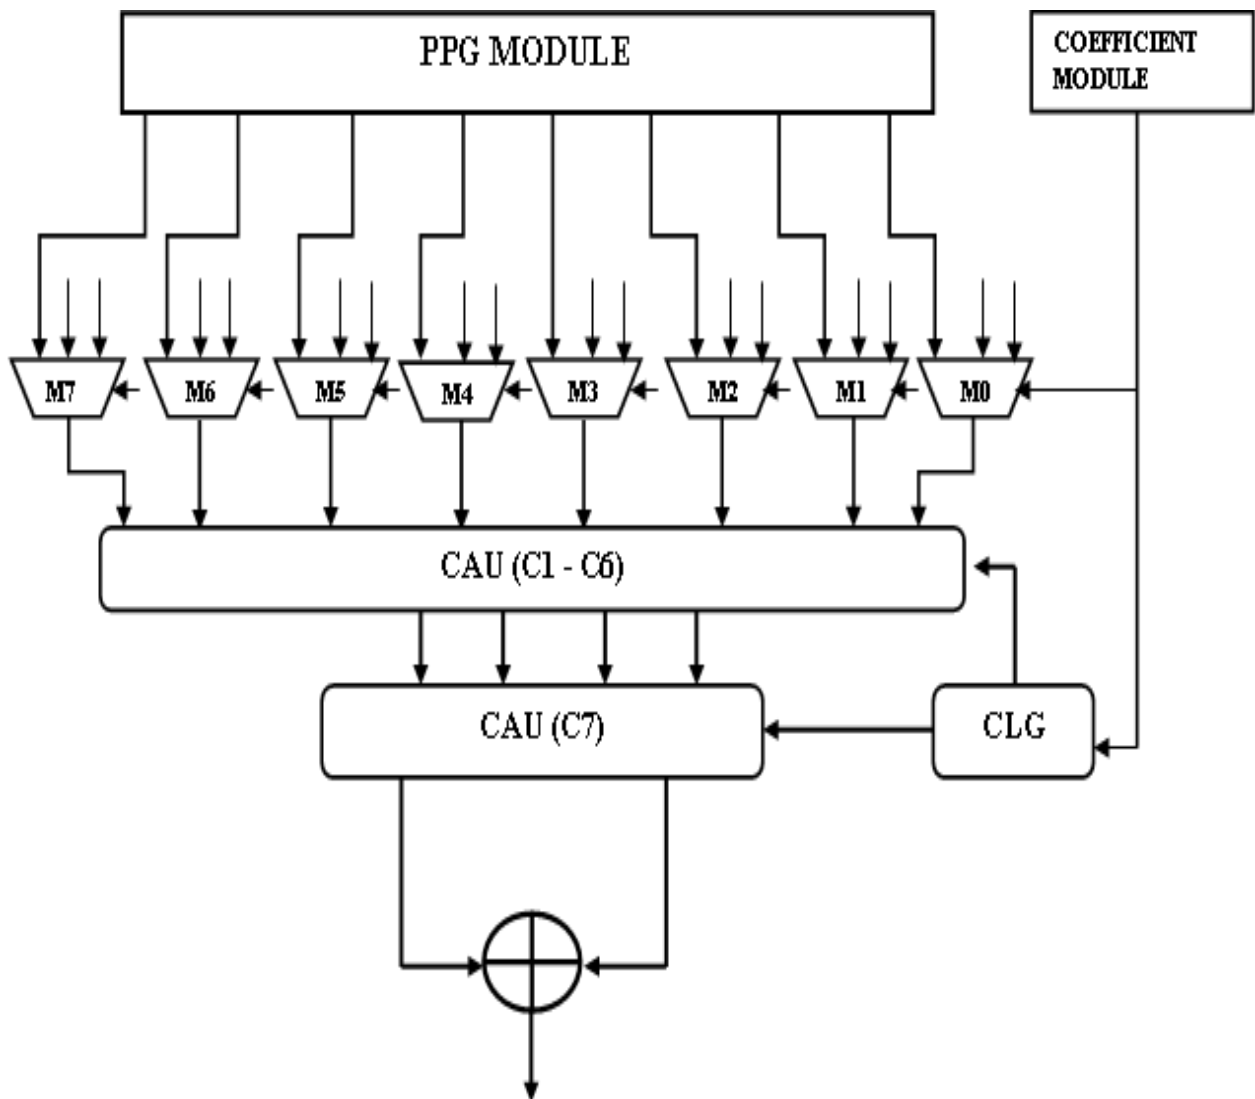 PPG MODULE
COEFFICIENT
MODULE
M7
M6
M5
M4
M3
M2
M1
M0
CAU (C1 - C6)
CAU (C7)
CLG